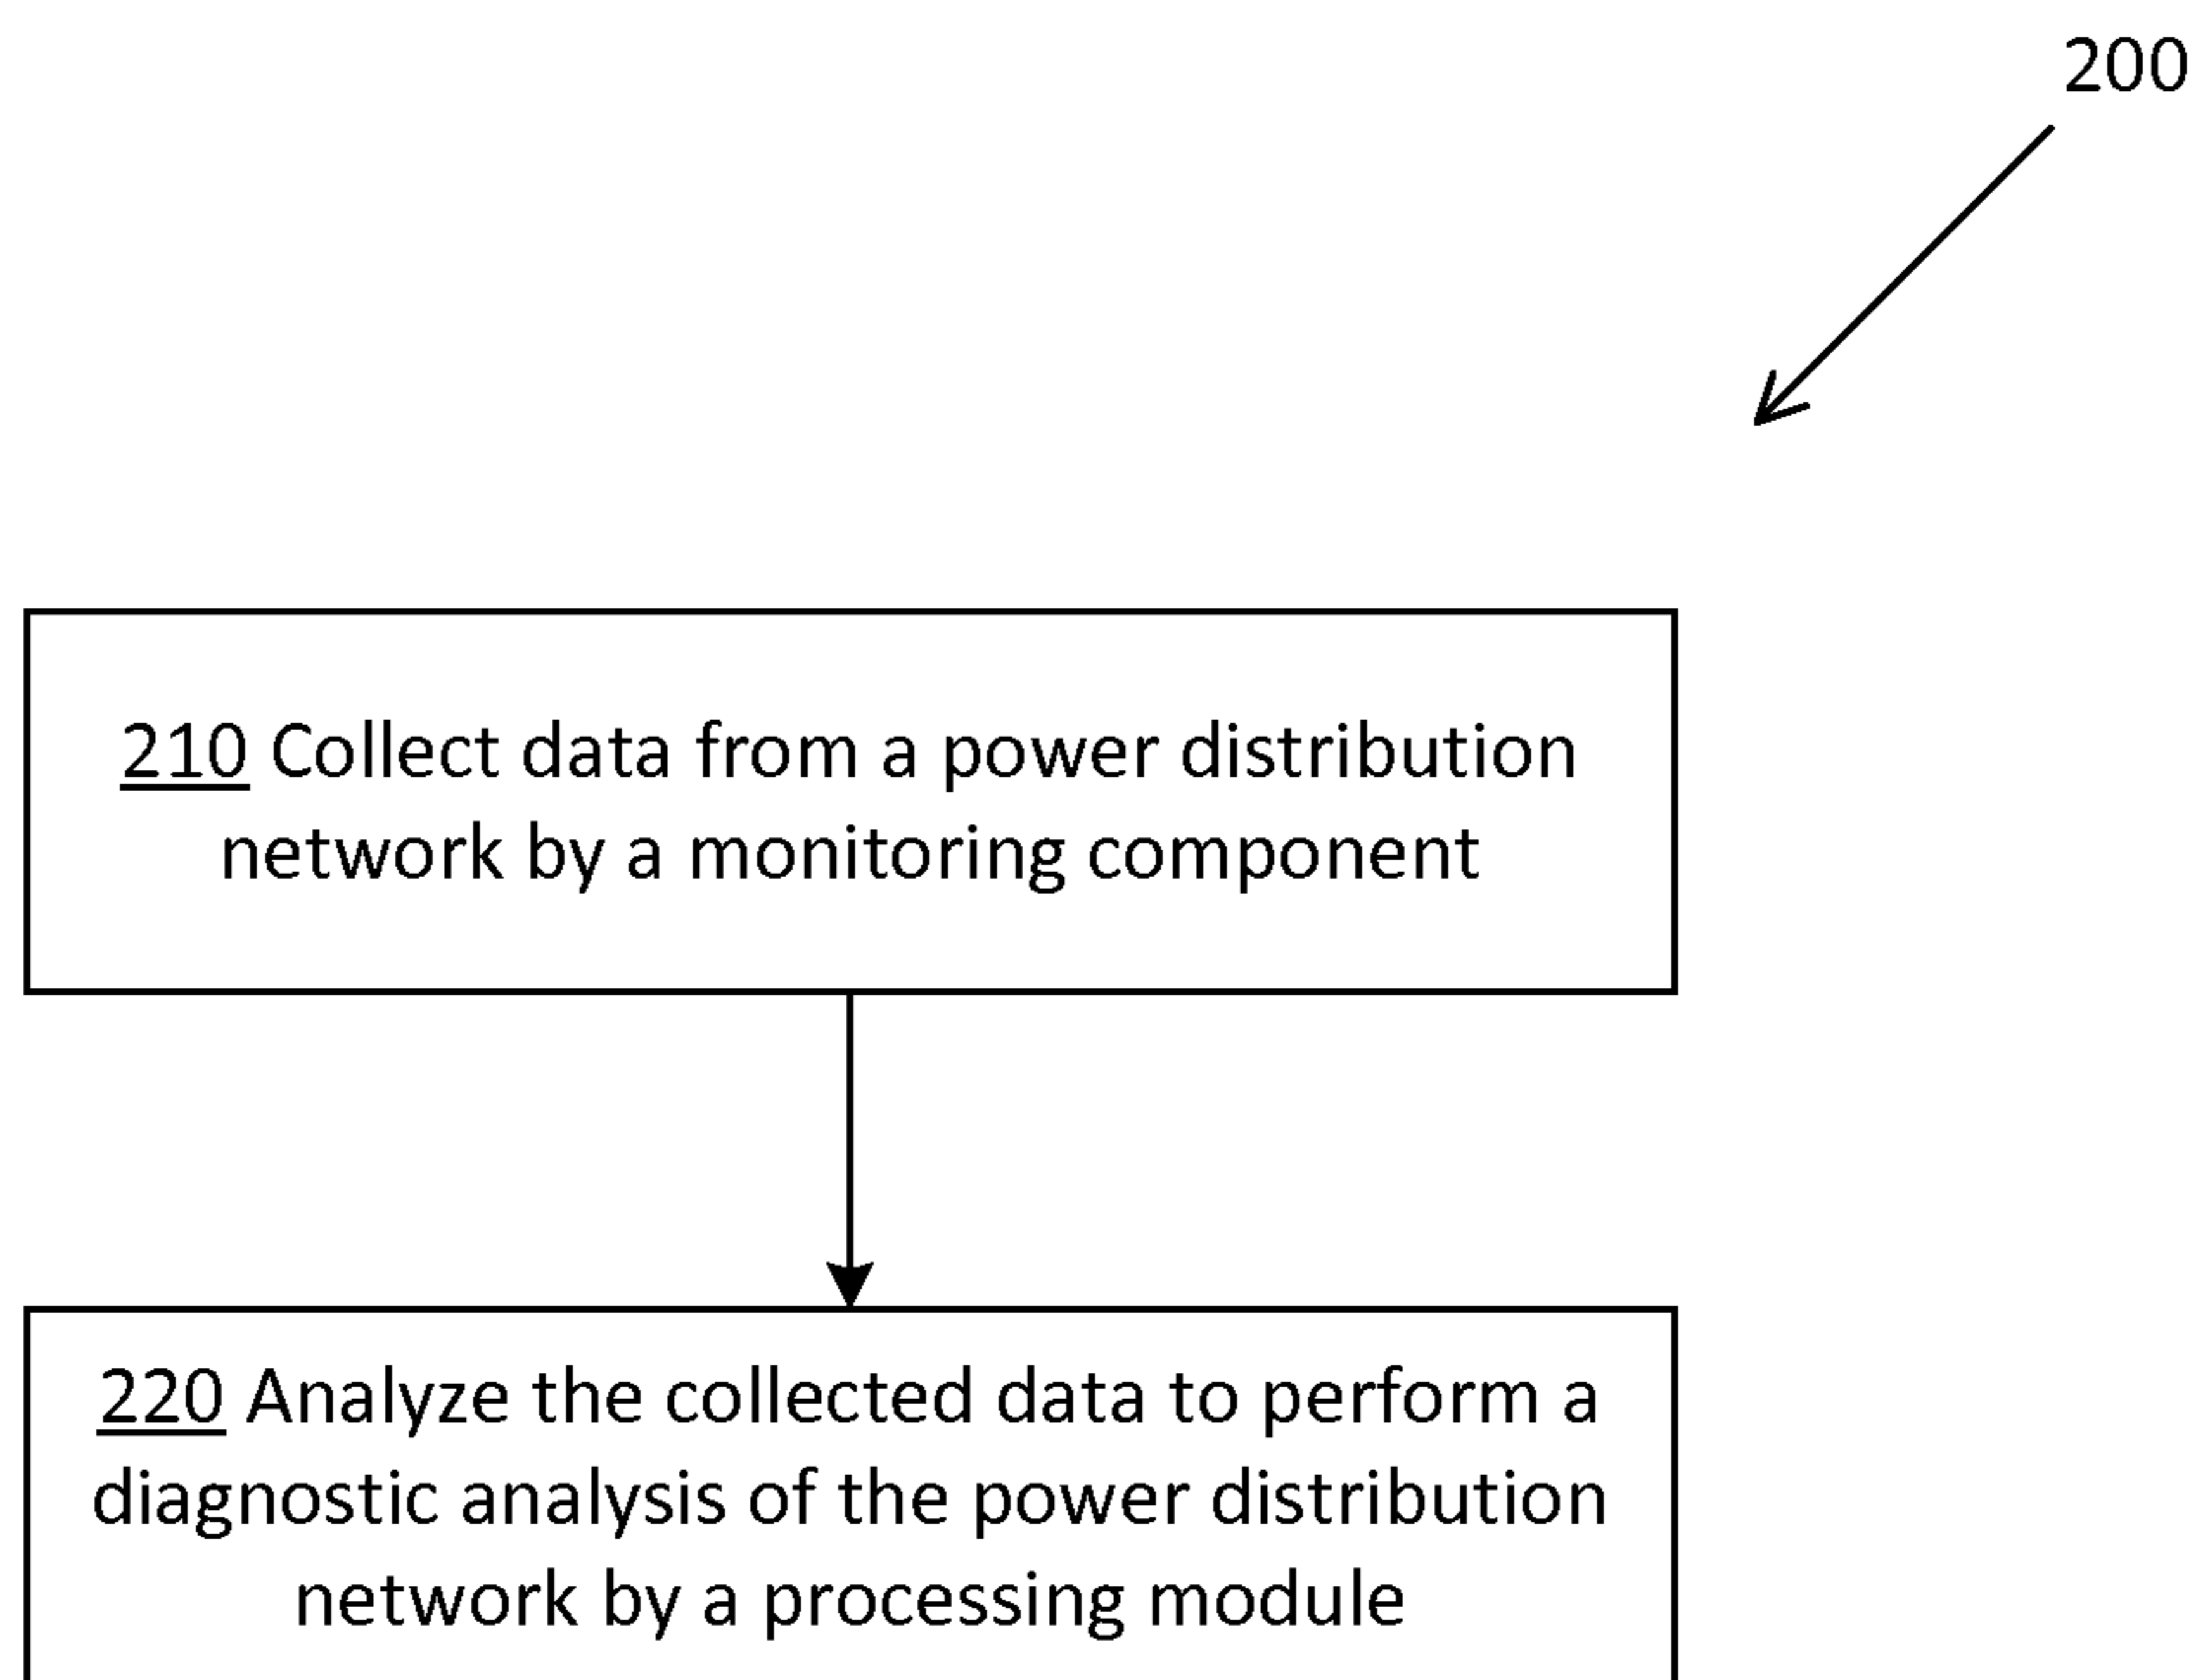 200
210 Collect data from a power distribution
network by a monitoring component
220 Analyze the collected data to perform a
diagnostic analysis of the power distribution
network by a processing module